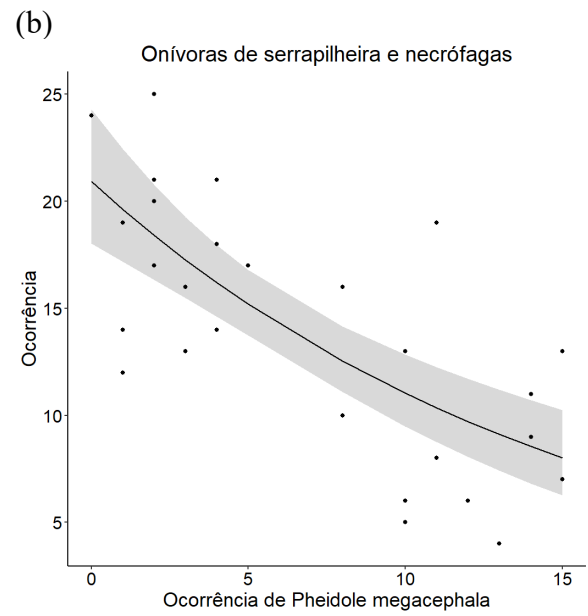 (b)
Onívoras de serrapilheira e necrófagas
25
20
15
10
5
Ocorrência
0 5 10 15
Ocorrência de Pheidole megacephala